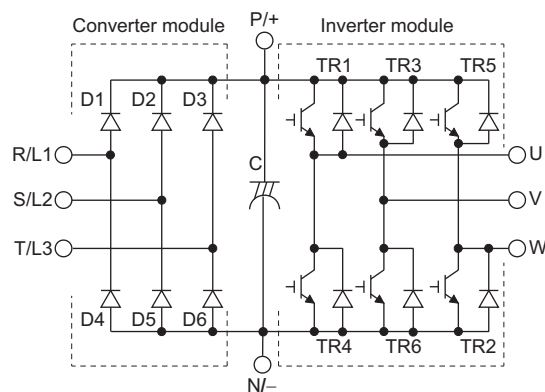 Converter module
P/+
Inverter module
D1
D2
D3
TR1
TR3
TR5
R/L1
C
U
S/L2
V
T/L3
W
D4
D5
D6
TR4
TR6
TR2
N/−